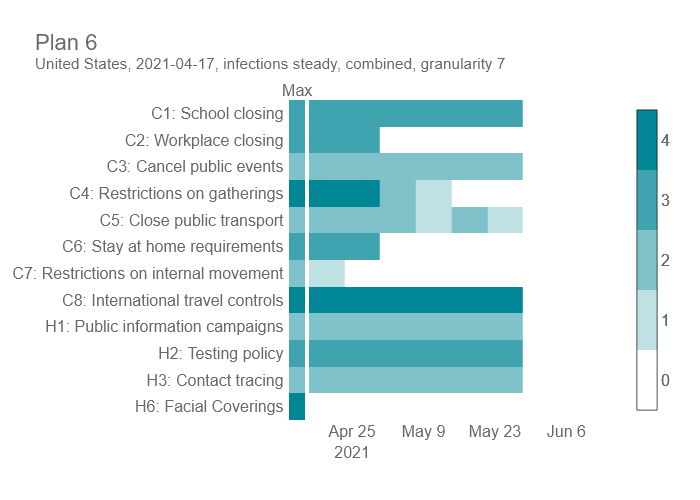 Plan 6
United States, 2021-04-17, infections steady, combined, granularity 7
Max
C1: School closing
C2: Workplace closing
C3: Cancel public events
C4: Restrictions on gatherings
C5: Close public transport
C6: Stay at home requirements
C7: Restrictions on internal movement
C8: International travel controls
H1: Public information campaigns
H2: Testing policy
H3: Contact tracing
H6: Facial Coverings
Apr 25 May 9 May 23 Jun 6
2021
4
3
2
1
0